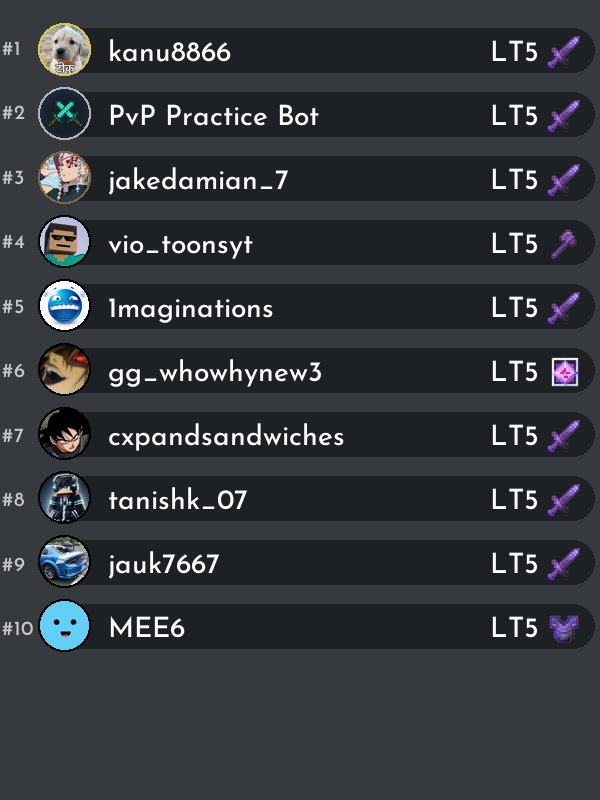 #1 kanu8866 LT5
#2 PvP Practice Bot LT5
#3 jakedamian_7 LT5
#4 vio_toonsyt LT5
#5 1maginations LT5
#6 gg_whowhynew3 LT5
#7 cxpandsandwiches LT5
#8 tanishk_07 LT5
#9 jauk7667 LT5
#10 MEE6 LT5